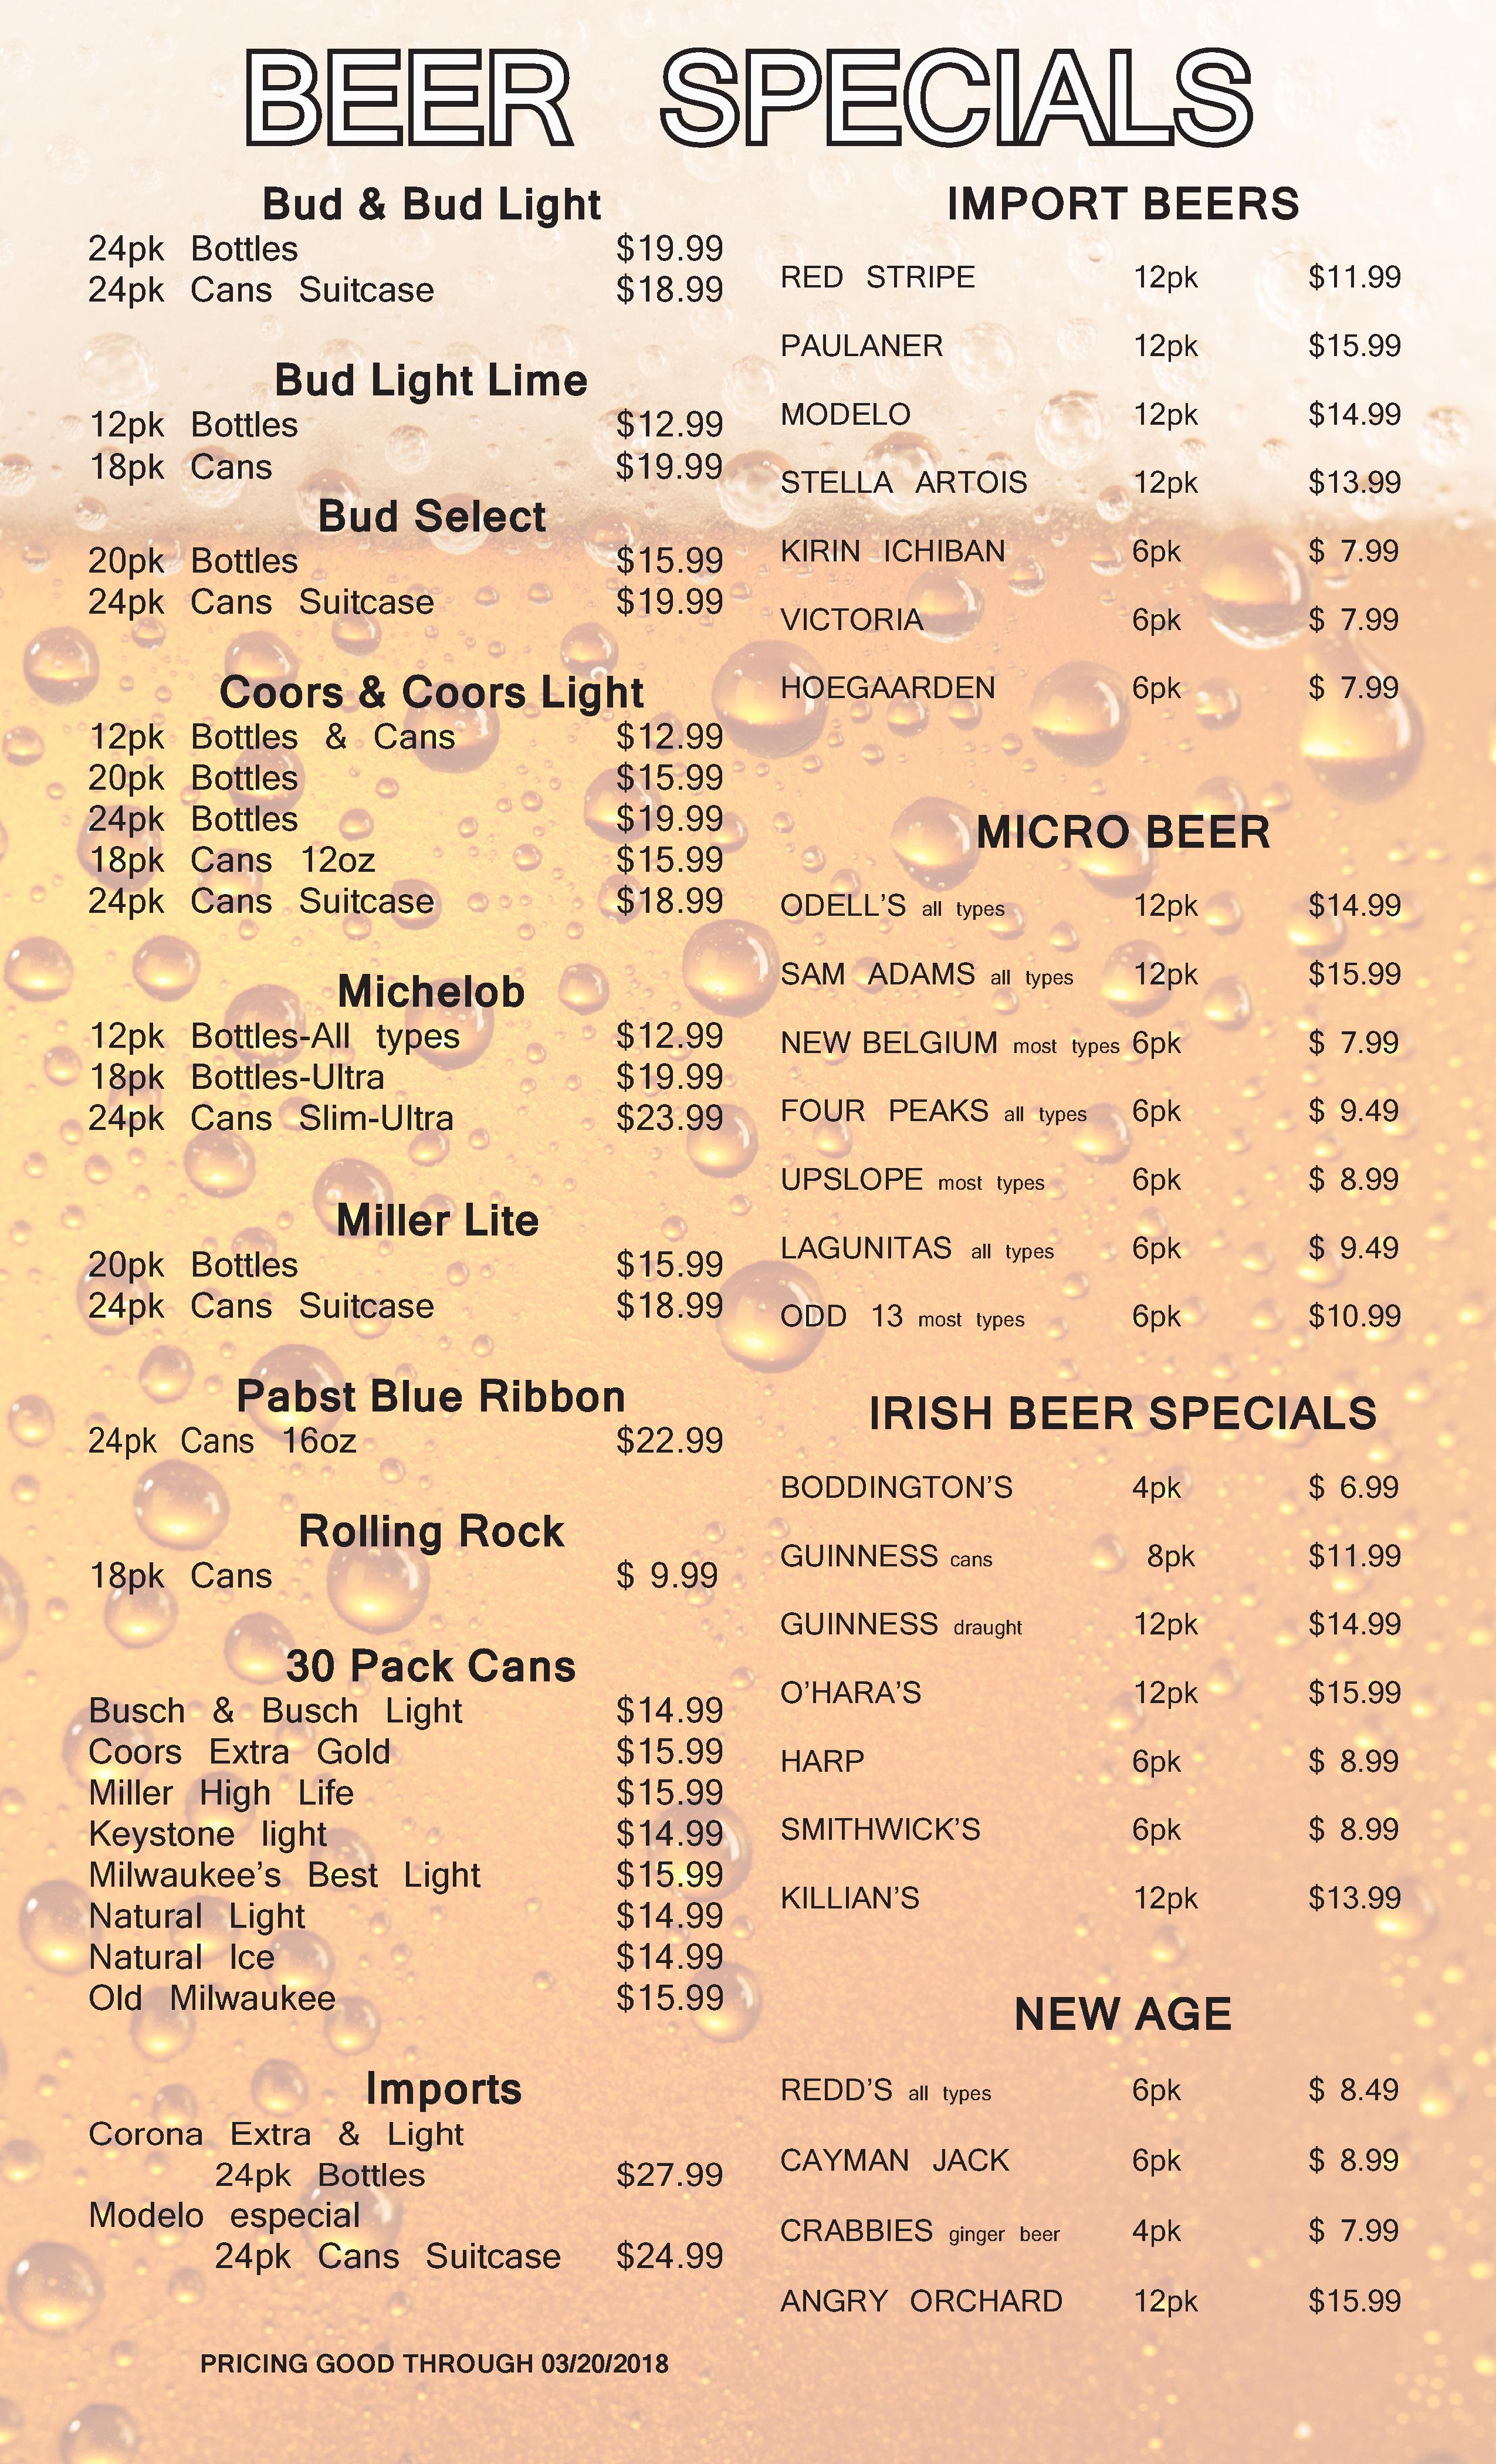 BEER SPECIALS
Bud & Bud Light
24pk Bottles $19.99
24pk Cans Suitcase $18.99
Bud Light Lime
12pk Bottles $12.99
18pk Cans $19.99
Bud Select
20pk Bottles $15.99
24pk Cans Suitcase $19.99
Coors & Coors Light
12pk Bottles & Cans $12.99
20pk Bottles $15.99
24pk Bottles $19.99
18pk Cans 12oz $15.99
24pk Cans Suitcase $18.99
Michelob
12pk Bottles-All types $12.99
18pk Bottles-Ultra $19.99
24pk Cans Slim-Ultra $23.99
Miller Lite
20pk Bottles $15.99
24pk Cans Suitcase $18.99
Pabst Blue Ribbon
24pk Cans 16oz $22.99
Rolling Rock
18pk Cans $ 9.99
30 Pack Cans
Busch & Busch Light $14.99
Coors Extra Gold $15.99
Miller High Life $15.99
Keystone light $14.99
Milwaukee's Best Light $15.99
Natural Light $14.99
Natural Ice $14.99
Old Milwaukee $15.99
Imports
Corona Extra & Light
24pk Bottles $27.99
Modelo especial
24pk Cans Suitcase $24.99
PRICING GOOD THROUGH 03/20/2018
IMPORT BEERS
RED STRIPE 12pk $11.99
PAULANER 12pk $15.99
MODELO 12pk $14.99
STELLA ARTOIS 12pk $13.99
KIRIN ICHIBAN 6pk $ 7.99
VICTORIA 6pk $ 7.99
HOEGAARDEN 6pk $ 7.99
MICRO BEER
ODELL'S all types 12pk $14.99
SAM ADAMS all types 12pk $15.99
NEW BELGIUM most types 6pk $ 7.99
FOUR PEAKS all types 6pk $ 9.49
UPSLOPE most types 6pk $ 8.99
LAGUNITAS all types 6pk $ 9.49
ODD 13 most types 6pk $10.99
IRISH BEER SPECIALS
BODDINGTON'S 4pk $ 6.99
GUINNESS cans 8pk $11.99
GUINNESS draught 12pk $14.99
O'HARA'S 12pk $15.99
HARP 6pk $ 8.99
SMITHWICK'S 6pk $ 8.99
KILLIAN'S 12pk $13.99
NEW AGE
REDD'S all types 6pk $ 8.49
CAYMAN JACK 6pk $ 8.99
CRABBIES ginger beer 4pk $ 7.99
ANGRY ORCHARD 12pk $15.99